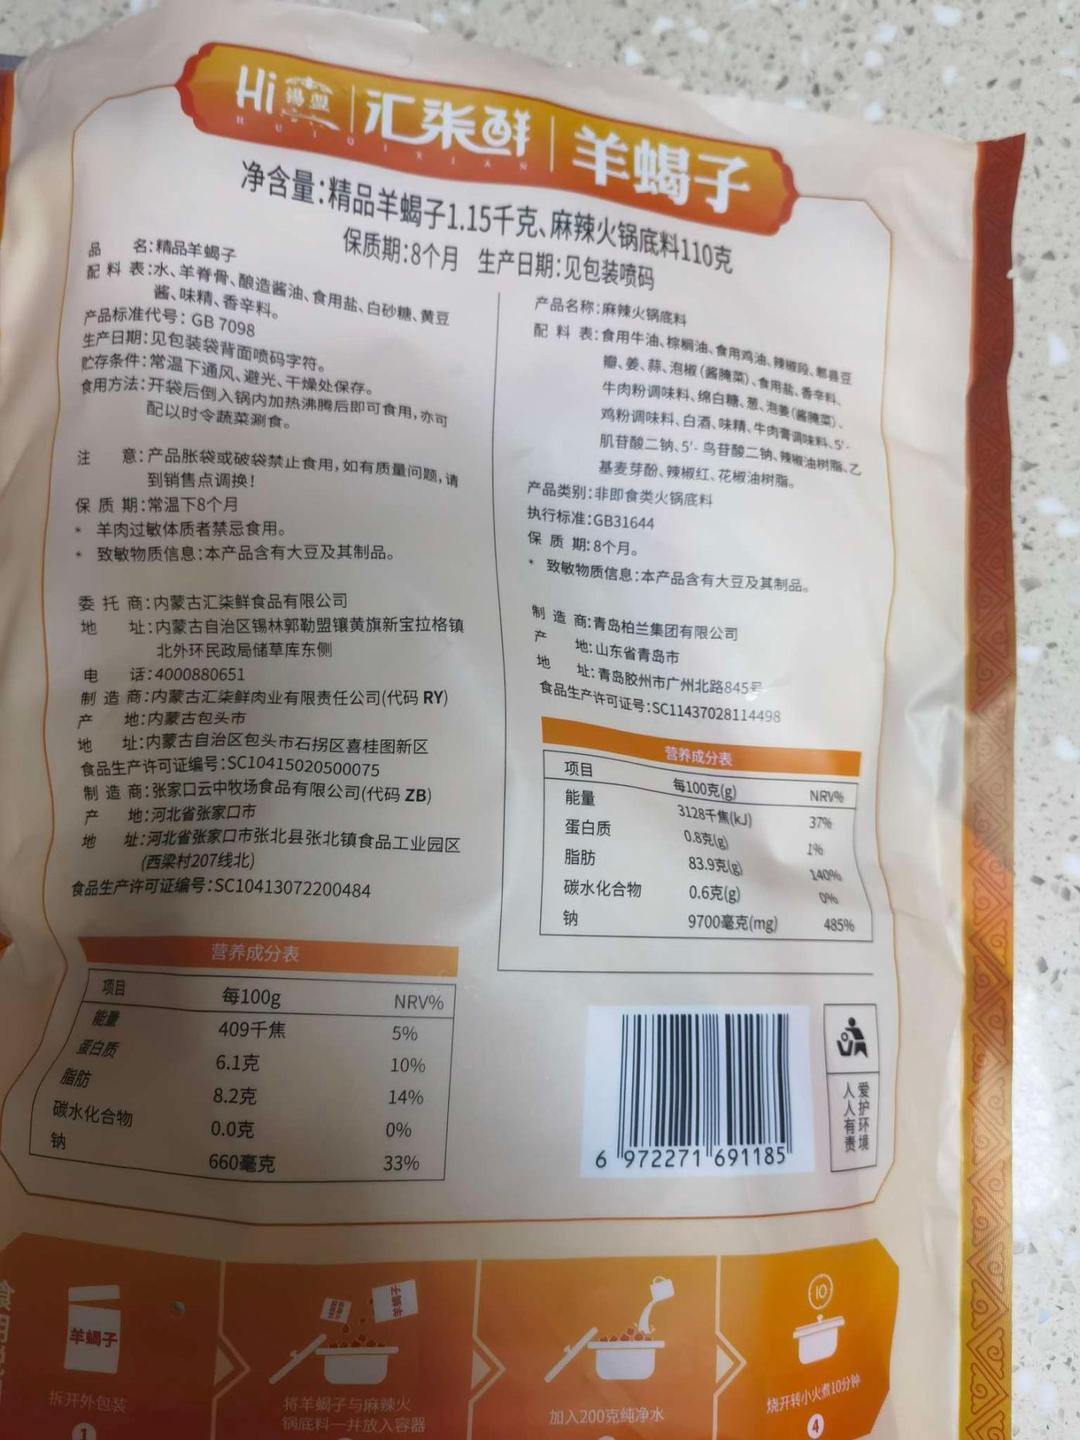 Hi 锡盟 | 汇柒鲜 | 羊蝎子
HUIQIXIAN
净含量:精品羊蝎子1.15千克、麻辣火锅底料110克
保质期:8个月 生产日期:见包装喷码
品 名:精品羊蝎子
配 料 表:水、羊脊骨、酿造酱油、食用盐、白砂糖、黄豆
酱、味精、香辛料。
产品标准代号: GB 7098
生产日期:见包装袋背面喷码字符。
贮存条件:常温下通风、避光、干燥处保存。
食用方法:开袋后倒入锅内加热沸腾后即可食用,亦可
配以时令蔬菜涮食。
注 意:产品胀袋或破袋禁止食用,如有质量问题,请
到销售点调换!
保 质 期:常温下8个月
* 羊肉过敏体质者禁忌食用。
* 致敏物质信息:本产品含有大豆及其制品。
委 托 商:内蒙古汇柒鲜食品有限公司
地 址:内蒙古自治区锡林郭勒盟镶黄旗新宝拉格镇
北外环民政局储草库东侧
电 话:4000880651
制 造 商:内蒙古汇柒鲜肉业有限责任公司(代码 RY)
产 地:内蒙古包头市
地 址:内蒙古自治区包头市石拐区喜桂图新区
食品生产许可证编号:SC10415020500075
制 造 商:张家口云中牧场食品有限公司(代码 ZB)
产 地:河北省张家口市
地 址:河北省张家口市张北县张北镇食品工业园区
(西梁村207线北)
食品生产许可证编号:SC10413072200484
营养成分表
项目 每100g NRV%
能量 409千焦 5%
蛋白质 6.1克 10%
脂肪 8.2克 14%
碳水化合物 0.0克 0%
钠 660毫克 33%
产品名称:麻辣火锅底料
配 料 表:食用牛油、棕榈油、食用鸡油、辣椒段、郫县豆
瓣、姜、蒜、泡椒(酱腌菜)、食用盐、香辛料、
牛肉粉调味料、绵白糖、葱、泡姜(酱腌菜)、
鸡粉调味料、白酒、味精、牛肉膏调味料、5'-
肌苷酸二钠、5'-鸟苷酸二钠、辣椒油树脂、乙
基麦芽酚、辣椒红、花椒油树脂。
产品类别:非即食类火锅底料
执行标准:GB31644
保 质 期:8个月。
* 致敏物质信息:本产品含有大豆及其制品。
制 造 商:青岛柏兰集团有限公司
产 地:山东省青岛市
地 址:青岛胶州市广州北路845号
食品生产许可证号:SC11437028114498
营养成分表
项目 每100克(g) NRV%
能量 3128千焦(kJ) 37%
蛋白质 0.8克(g) 1%
脂肪 83.9克(g) 140%
碳水化合物 0.6克(g) 0%
钠 9700毫克(mg) 485%
6 972271 691185
爱护环境
人人有责
羊蝎子
拆开外包装
1
将羊蝎子与麻辣火
锅底料一并放入容器
加入200克纯净水
10
烧开转小火煮10分钟
4